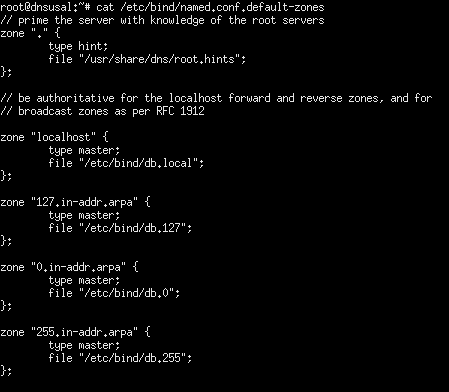 root@dnsusal:~# cat /etc/bind/named.conf.default-zones
// prime the server with knowledge of the root servers
zone "." {
        type hint;
        file "/usr/share/dns/root.hints";
};

// be authoritative for the localhost forward and reverse zones, and for
// broadcast zones as per RFC 1912

zone "localhost" {
        type master;
        file "/etc/bind/db.local";
};

zone "127.in-addr.arpa" {
        type master;
        file "/etc/bind/db.127";
};

zone "0.in-addr.arpa" {
        type master;
        file "/etc/bind/db.0";
};

zone "255.in-addr.arpa" {
        type master;
        file "/etc/bind/db.255";
};